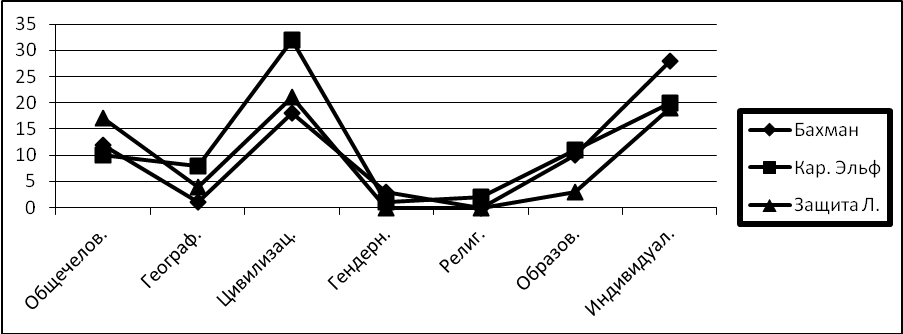 35
30
25
20
15
10
5
0
Общечелов.
Географ.
Цивилизац.
Гендерн.
Религ.
Образов.
Индивидуал.
Бахман
Кар. Эльф
Защита Л.